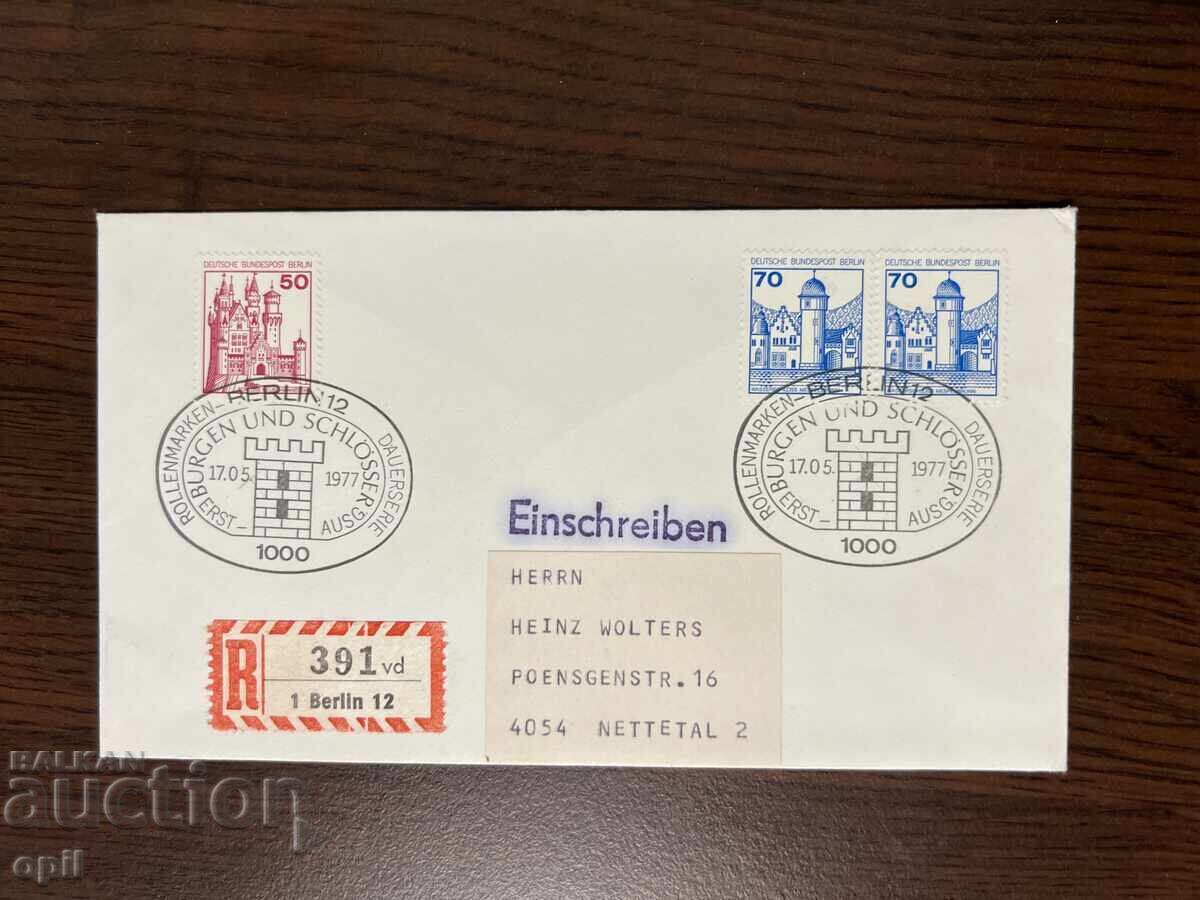 DEUTSCHE BUNDESPOST BERLIN
50
DEUTSCHE BUNDESPOST BERLIN
70
DEUTSCHE BUNDESPOST BERLIN
70
BERLIN 12
ROLLENMARKEN- DAUERSERIE
BURGEN UND SCHLÖSSER
17.05. 1977
ERST- AUSG.
1000
BERLIN 12
ROLLENMARKEN- DAUERSERIE
BURGEN UND SCHLÖSSER
17.05. 1977
ERST- AUSG.
1000
Einschreiben
HERRN
HEINZ WOLTERS
POENSGENSTR.16
4054 NETTETAL 2
R
391 vd
1 Berlin 12
BALKAN
auction
opil